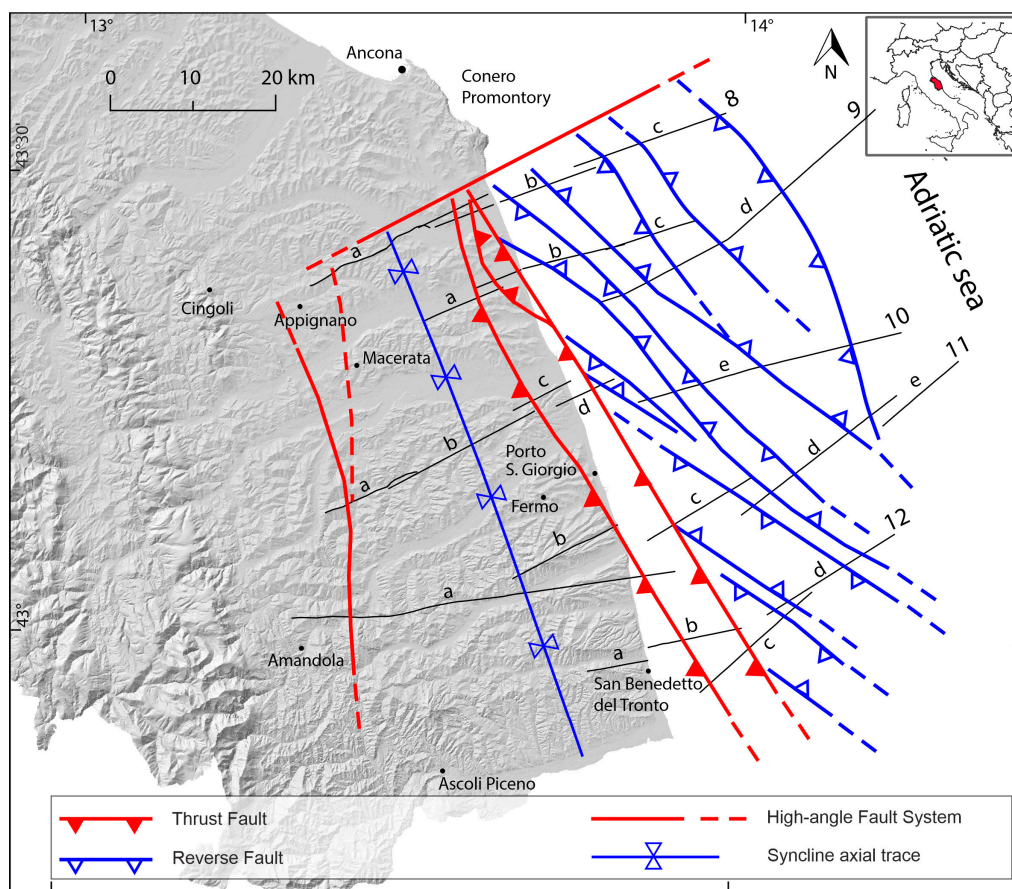 13°
14°
Ancona
0
10
20 km
Conero
Promontory
N
8
9
43°30'
c
b
d
Adriatic sea
a
c
b
a
Cingoli
Appignano
Macerata
10
11
e
e
c
d
b
d
Porto
S. Giorgio
a
Fermo
c
12
b
d
a
43°
b
c
a
Amandola
San Benedetto
del Tronto
Ascoli Piceno
Thrust Fault
High-angle Fault System
Reverse Fault
Syncline axial trace